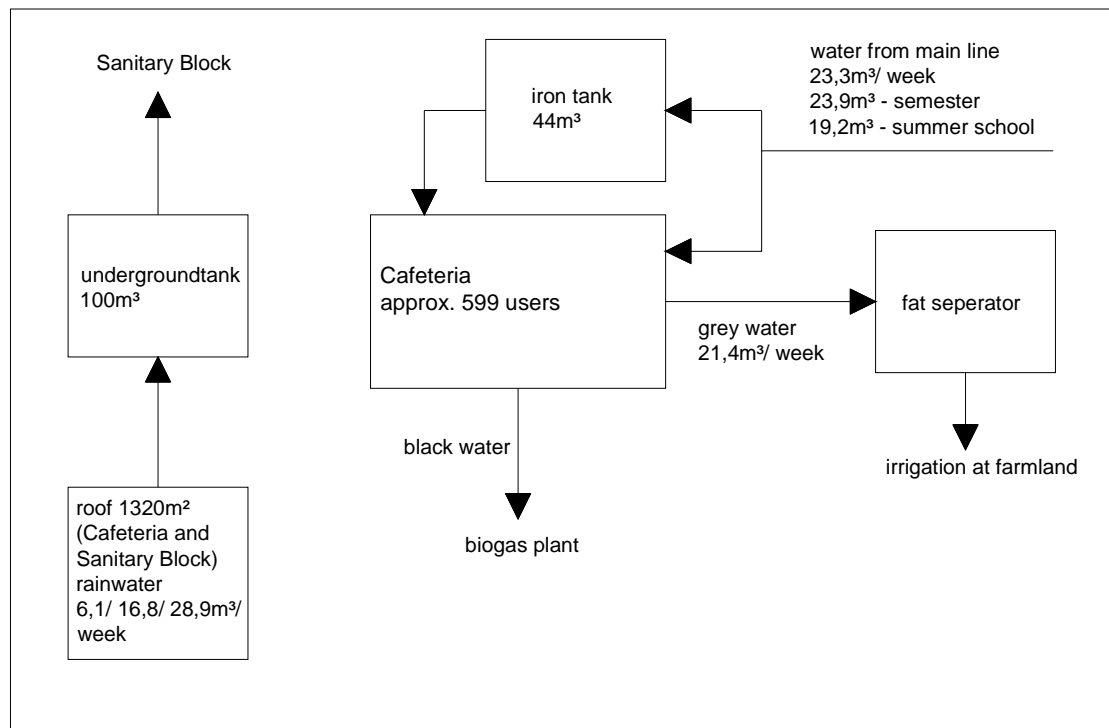 Sanitary Block
undergroundtank
100m³
roof 1320m²
(Cafeteria and
Sanitary Block)
rainwater
6,1/ 16,8/ 28,9m³/
week
iron tank
44m³
water from main line
23,3m³/ week
23,9m³ - semester
19,2m³ - summer school
Cafeteria
approx. 599 users
grey water
21,4m³/ week
fat seperator
black water
irrigation at farmland
biogas plant